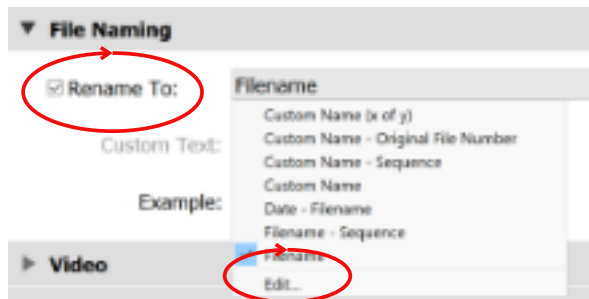 File Naming
Rename To: Filename
Custom Name (x of y)
Custom Text: Custom Name - Original File Number
Custom Name - Sequence
Custom Name
Example: Date - Filename
Filename - Sequence
Filename
Video
Edit...